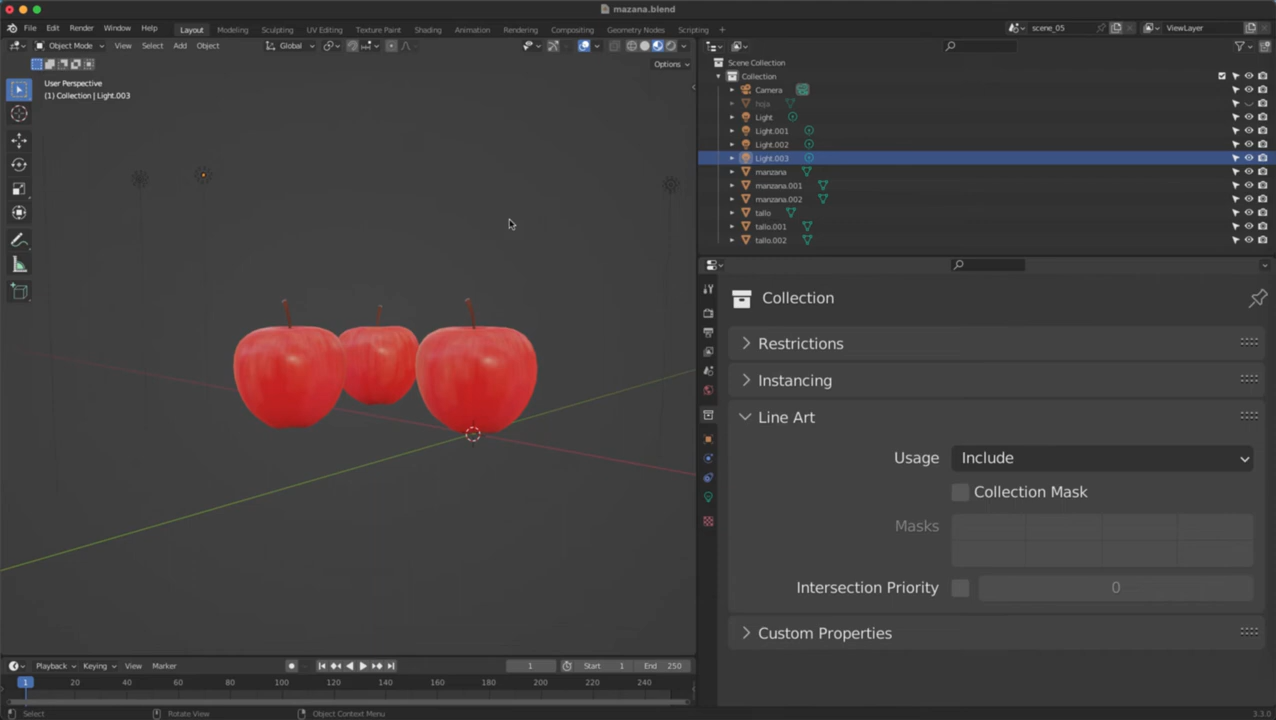 mazana.blend
File Edit Render Window Help Layout Modeling Sculpting UV Editing Texture Paint Shading Animation Rendering Compositing Geometry Nodes Scripting + scene_05 ViewLayer
Object Mode View Select Add Object Global
Options
User Perspective
(1) Collection | Light.003
Scene Collection
Collection
Camera
hoja
Light
Light.001
Light.002
Light.003
manzana
manzana.001
manzana.002
tallo
tallo.001
tallo.002
Collection
Restrictions
Instancing
Line Art
Usage Include
Collection Mask
Masks
Intersection Priority 0
Custom Properties
Playback Keying View Marker 1 Start 1 End 250
1 20 40 60 80 100 120 140 160 180 200 220 240
Select Rotate View Object Context Menu 3.3.0